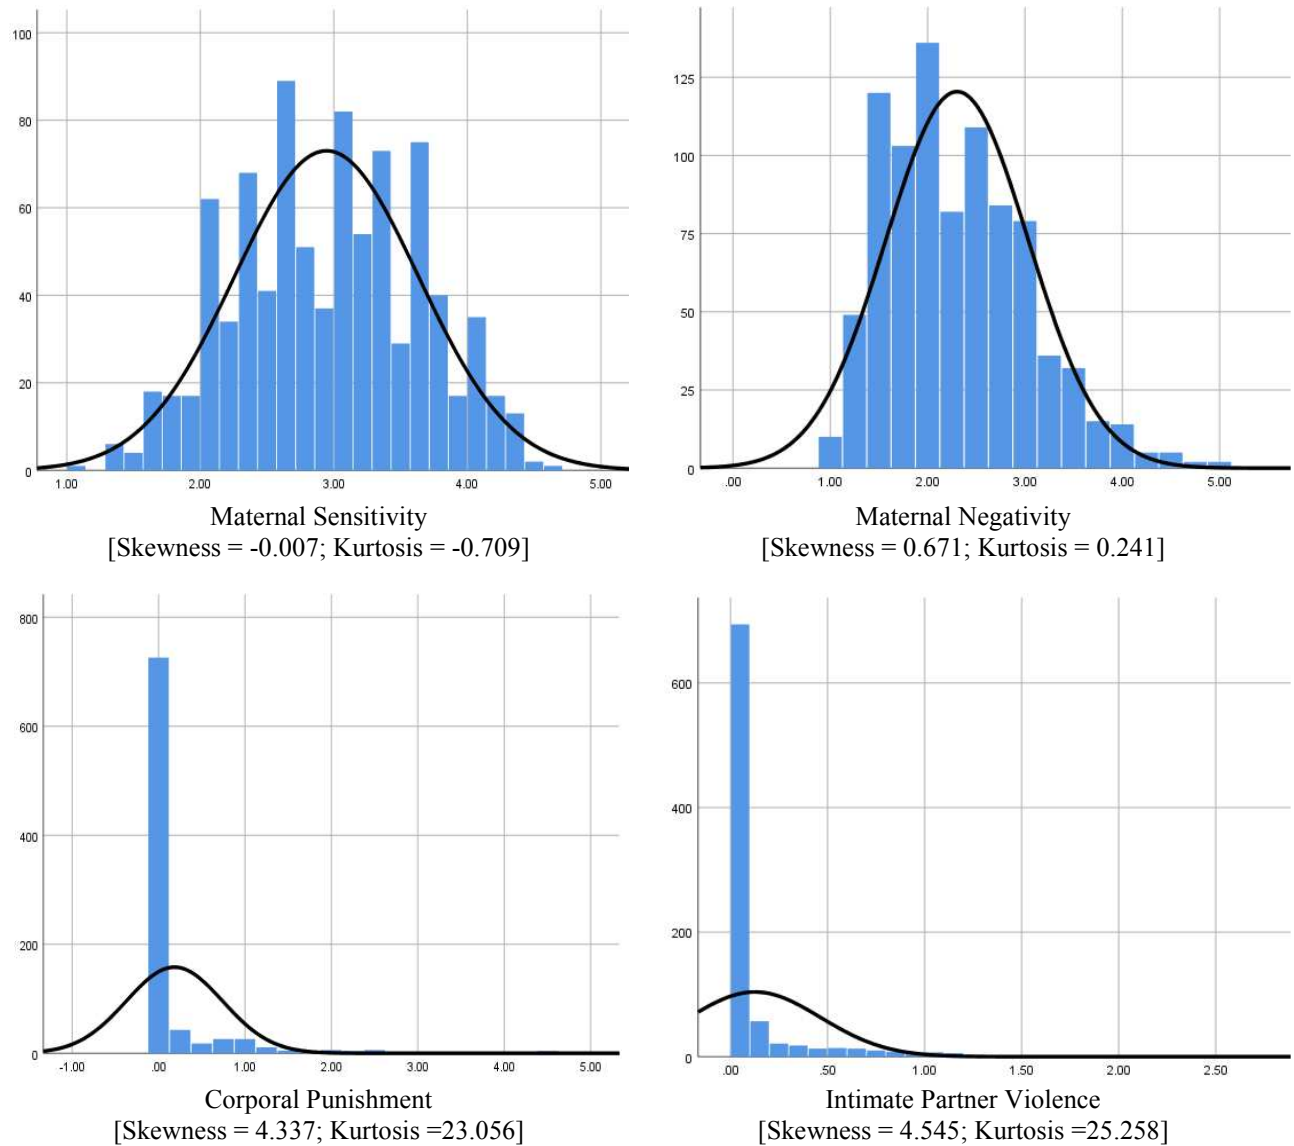 100
80
60
40
20
0
1.00 2.00 3.00 4.00 5.00
Maternal Sensitivity
[Skewness = -0.007; Kurtosis = -0.709]
125
100
75
50
25
0
.00 1.00 2.00 3.00 4.00 5.00
Maternal Negativity
[Skewness = 0.671; Kurtosis = 0.241]
800
600
400
200
0
-1.00 .00 1.00 2.00 3.00 4.00 5.00
Corporal Punishment
[Skewness = 4.337; Kurtosis =23.056]
600
400
200
0
.00 .50 1.00 1.50 2.00 2.50
Intimate Partner Violence
[Skewness = 4.545; Kurtosis =25.258]